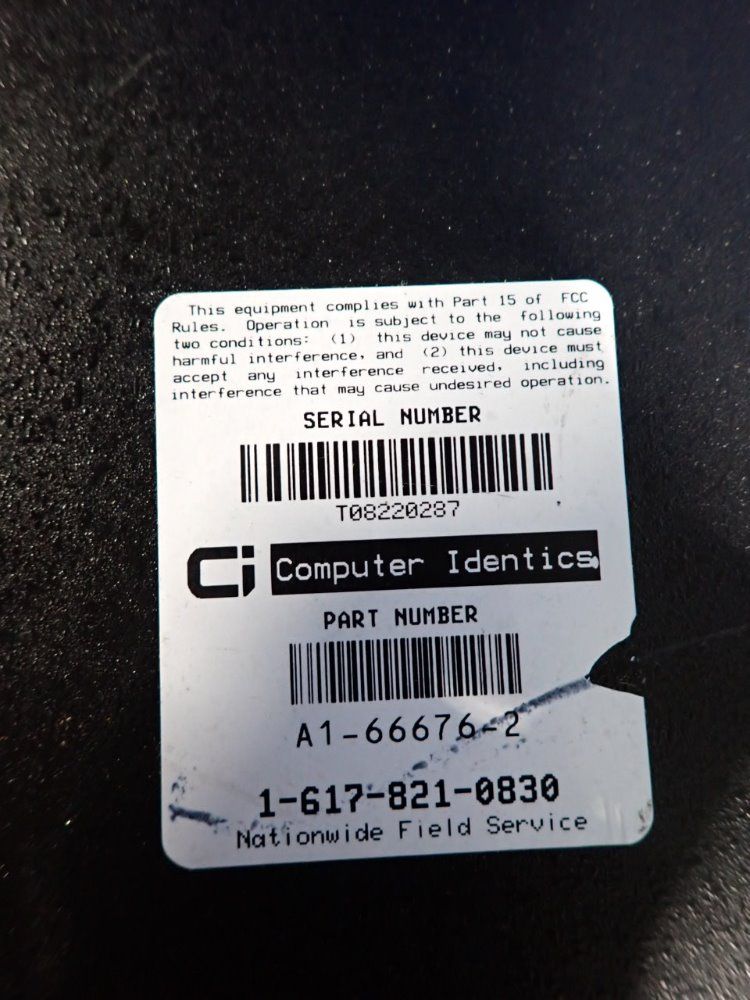 This equipment complies with Part 15 of FCC
Rules. Operation is subject to the following
two conditions: (1) this device may not cause
harmful interference, and (2) this device must
accept any interference received, including
interference that may cause undesired operation.
SERIAL NUMBER
T08220287
Ci Computer Identics
PART NUMBER
A1-66676-2
1-617-821-0830
Nationwide Field Service